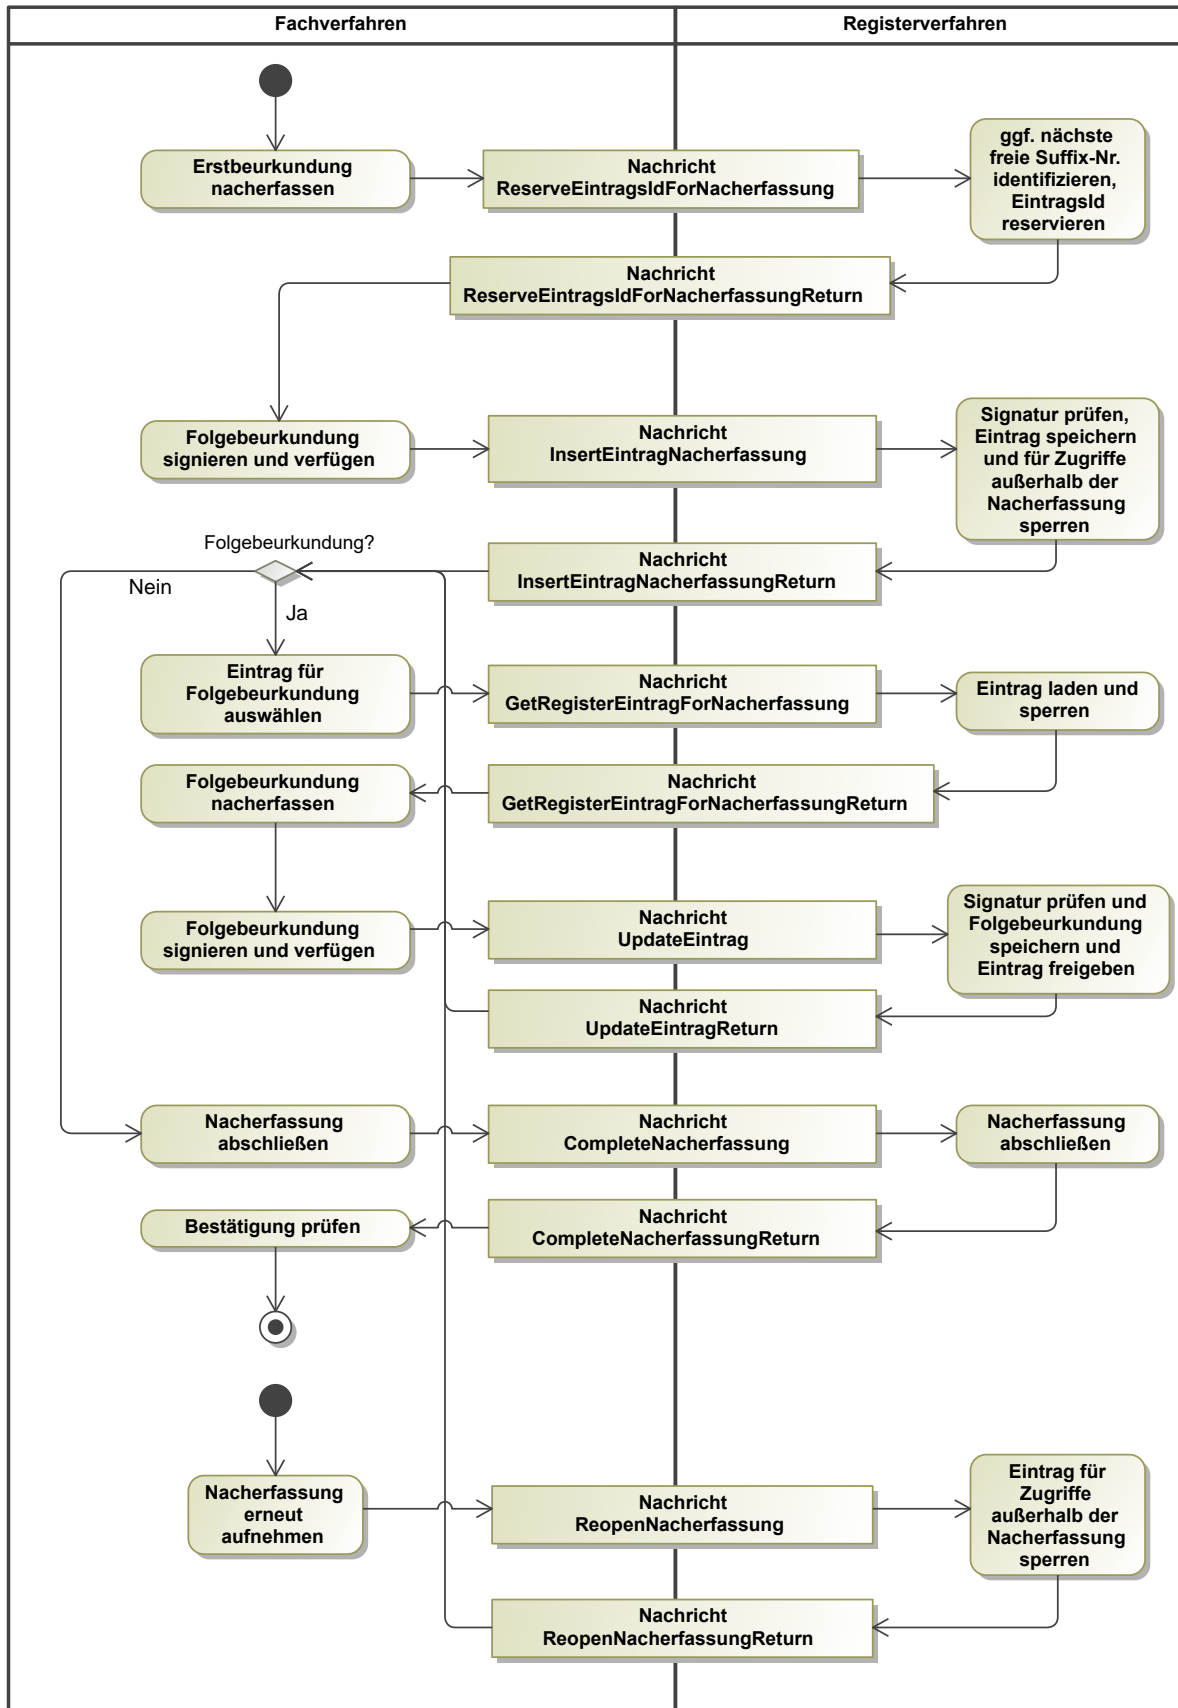 Fachverfahren
Registerverfahren
Erstbeurkundung
nacherfassen
Nachricht
ReserveEintragsIdForNacherfassung
ggf. nächste
freie Suffix-Nr.
identifizieren,
EintragsId
reservieren
Nachricht
ReserveEintragsIdForNacherfassungReturn
Folgebeurkundung
signieren und verfügen
Nachricht
InsertEintragNacherfassung
Signatur prüfen,
Eintrag speichern
und für Zugriffe
außerhalb der
Nacherfassung
sperren
Folgebeurkundung?
Nachricht
InsertEintragNacherfassungReturn
Nein
Ja
Eintrag für
Folgebeurkundung
auswählen
Nachricht
GetRegisterEintragForNacherfassung
Eintrag laden und
sperren
Folgebeurkundung
nacherfassen
Nachricht
GetRegisterEintragForNacherfassungReturn
Folgebeurkundung
signieren und verfügen
Nachricht
UpdateEintrag
Signatur prüfen und
Folgebeurkundung
speichern und
Eintrag freigeben
Nachricht
UpdateEintragReturn
Nacherfassung
abschließen
Nachricht
CompleteNacherfassung
Nacherfassung
abschließen
Bestätigung prüfen
Nachricht
CompleteNacherfassungReturn
Nacherfassung
erneut
aufnehmen
Nachricht
ReopenNacherfassung
Eintrag für
Zugriffe
außerhalb der
Nacherfassung
sperren
Nachricht
ReopenNacherfassungReturn